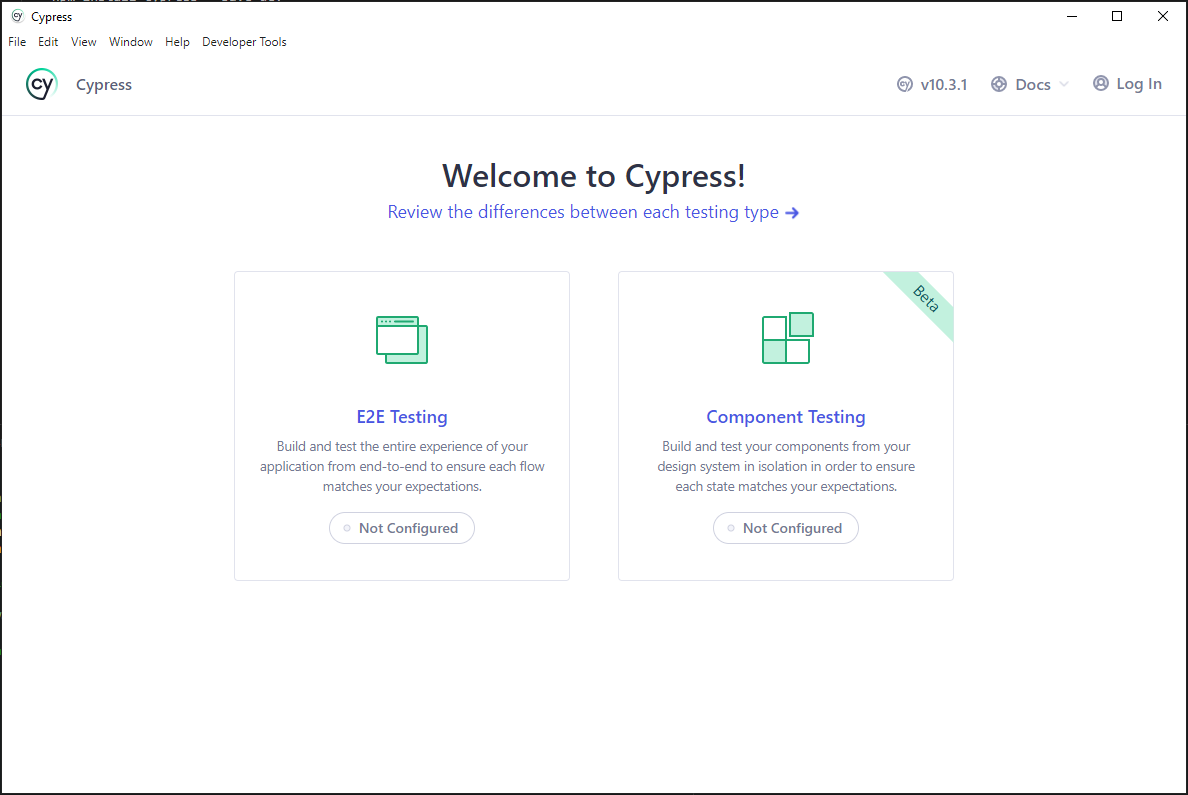 Cypress
File Edit View Window Help Developer Tools
cy Cypress v10.3.1 Docs Log In
Welcome to Cypress!
Review the differences between each testing type →
Beta
E2E Testing
Build and test the entire experience of your
application from end-to-end to ensure each flow
matches your expectations.
Not Configured
Component Testing
Build and test your components from your
design system in isolation in order to ensure
each state matches your expectations.
Not Configured